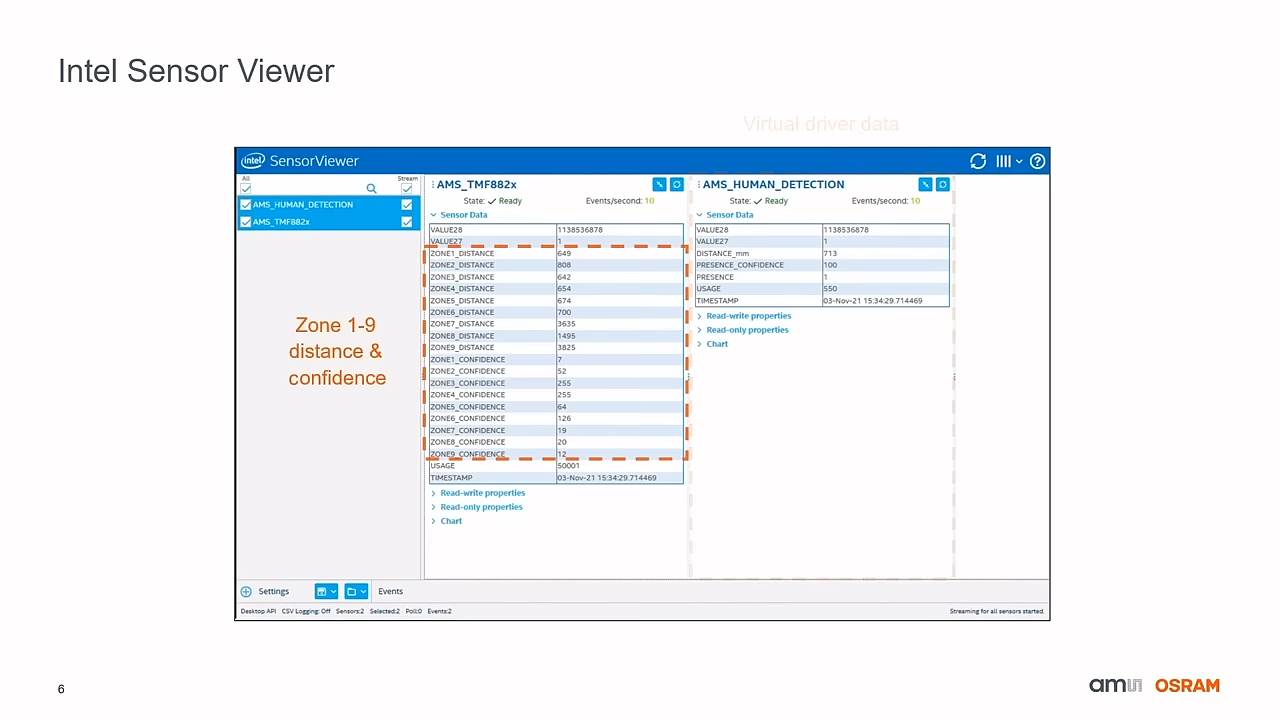 Intel Sensor Viewer
Virtual driver data
intel SensorViewer
All
Stream
AMS_HUMAN_DETECTION
AMS_TMF882x
Zone 1-9
distance &
confidence
AMS_TMF882x
State: Ready Events/second: 10
Sensor Data
VALUE28 1138536878
VALUE27 1
ZONE1_DISTANCE 649
ZONE2_DISTANCE 808
ZONE3_DISTANCE 642
ZONE4_DISTANCE 654
ZONE5_DISTANCE 674
ZONE6_DISTANCE 700
ZONE7_DISTANCE 3635
ZONE8_DISTANCE 1495
ZONE9_DISTANCE 3825
ZONE1_CONFIDENCE 7
ZONE2_CONFIDENCE 52
ZONE3_CONFIDENCE 255
ZONE4_CONFIDENCE 255
ZONE5_CONFIDENCE 64
ZONE6_CONFIDENCE 126
ZONE7_CONFIDENCE 19
ZONE8_CONFIDENCE 20
ZONE9_CONFIDENCE 12
USAGE 50001
TIMESTAMP 03-Nov-21 15:34:29.714469
Read-write properties
Read-only properties
Chart
AMS_HUMAN_DETECTION
State: Ready Events/second: 10
Sensor Data
VALUE28 1138536878
VALUE27 1
DISTANCE_mm 713
PRESENCE_CONFIDENCE 100
PRESENCE 1
USAGE 550
TIMESTAMP 03-Nov-21 15:34:29.714469
Read-write properties
Read-only properties
Chart
Settings Events
Desktop API CSV Logging: Off Sensors:2 Selected:2 Poll:0 Events:2 Streaming for all sensors started.
6
am OSRAM